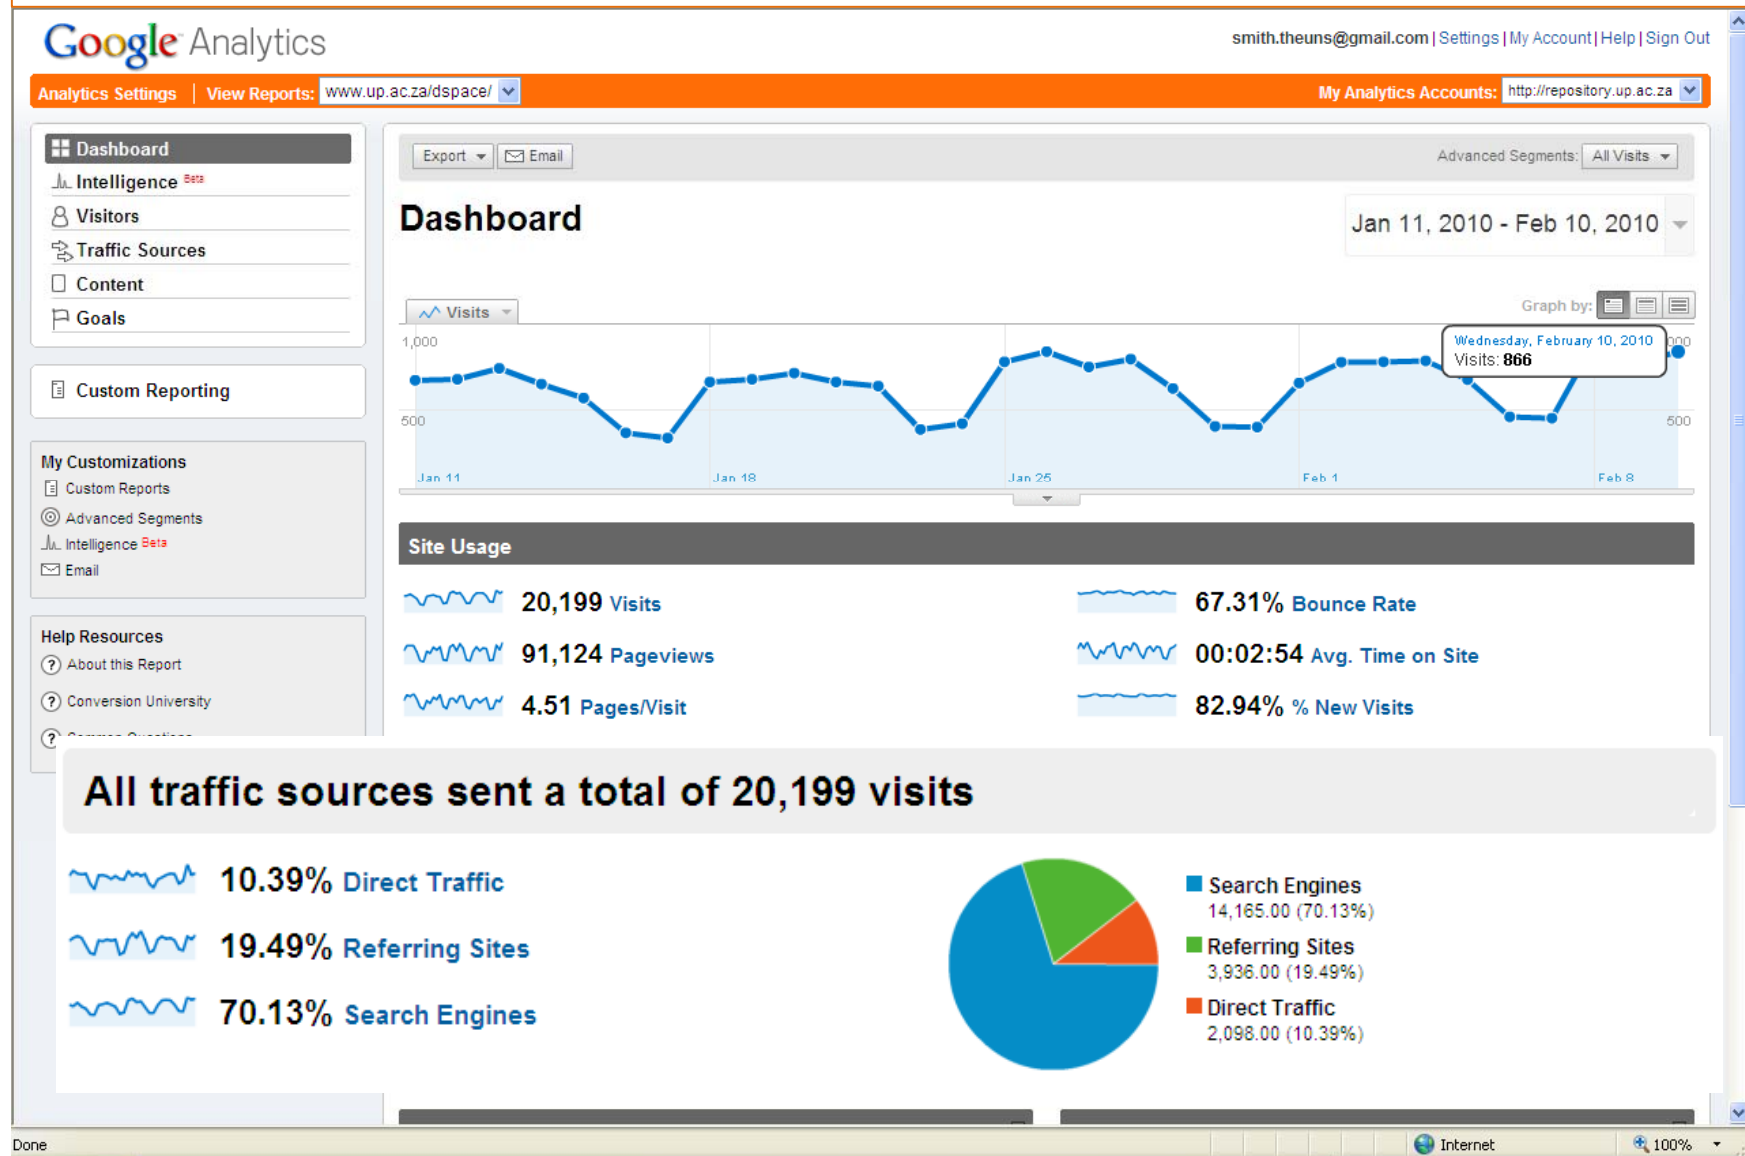 Google Analytics
smith.theuns@gmail.com | Settings | My Account | Help | Sign Out
Analytics Settings | View Reports: www.up.ac.za/dspace/
My Analytics Accounts: http://repository.up.ac.za
Dashboard
Intelligence Beta
Visitors
Traffic Sources
Content
Goals
Custom Reporting
My Customizations
Custom Reports
Advanced Segments
Intelligence Beta
Email
Help Resources
? About this Report
? Conversion University
? Common Questions
Export Email
Advanced Segments: All Visits
Dashboard
Jan 11, 2010 - Feb 10, 2010
Visits
Graph by:
1,000
Wednesday, February 10, 2010
Visits: 866
500
500
Jan 11 Jan 18 Jan 25 Feb 1 Feb 8
Site Usage
20,199 Visits
67.31% Bounce Rate
91,124 Pageviews
00:02:54 Avg. Time on Site
4.51 Pages/Visit
82.94% % New Visits
All traffic sources sent a total of 20,199 visits
10.39% Direct Traffic
19.49% Referring Sites
70.13% Search Engines
Search Engines
14,165.00 (70.13%)
Referring Sites
3,936.00 (19.49%)
Direct Traffic
2,098.00 (10.39%)
Done
Internet
100%